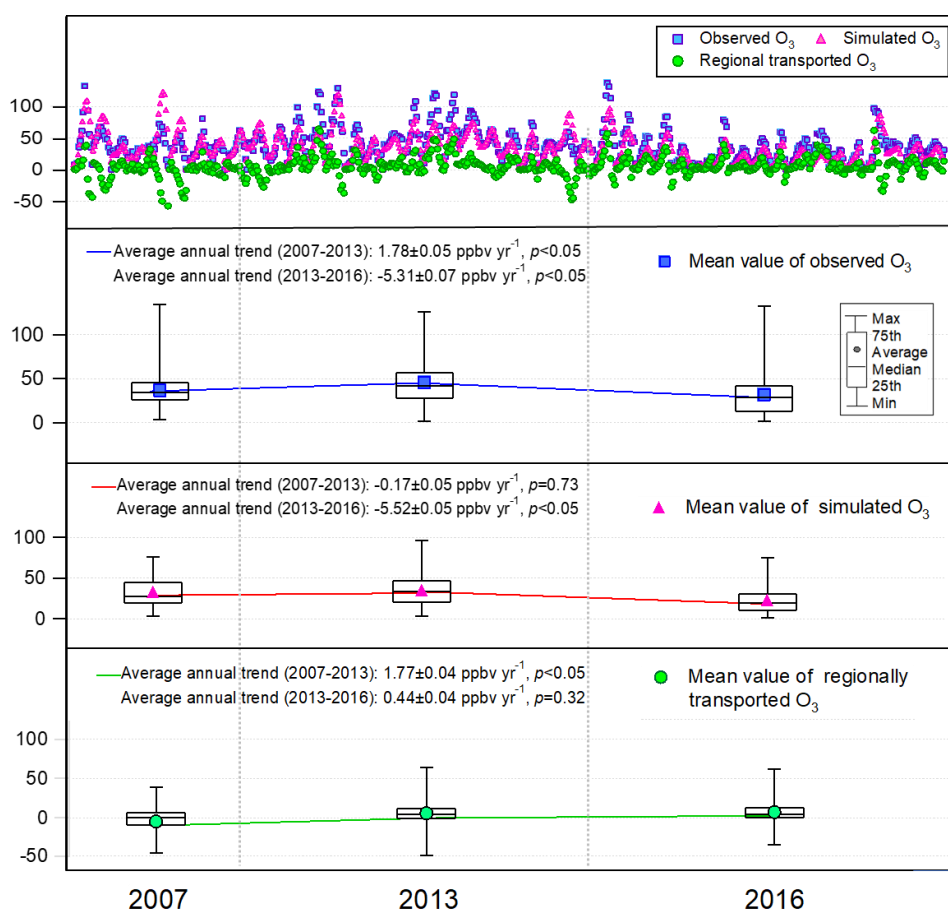 Observed O₃
Simulated O₃
Regional transported O₃
100
50
0
-50
Average annual trend (2007-2013): 1.78±0.05 ppbv yr⁻¹, p<0.05
Average annual trend (2013-2016): -5.31±0.07 ppbv yr⁻¹, p<0.05
Mean value of observed O₃
100
50
0
Max
75th
Average
Median
25th
Min
Average annual trend (2007-2013): -0.17±0.05 ppbv yr⁻¹, p=0.73
Average annual trend (2013-2016): -5.52±0.05 ppbv yr⁻¹, p<0.05
Mean value of simulated O₃
100
50
0
Average annual trend (2007-2013): 1.77±0.04 ppbv yr⁻¹, p<0.05
Average annual trend (2013-2016): 0.44±0.04 ppbv yr⁻¹, p=0.32
Mean value of regionally
transported O₃
100
50
0
-50
2007
2013
2016